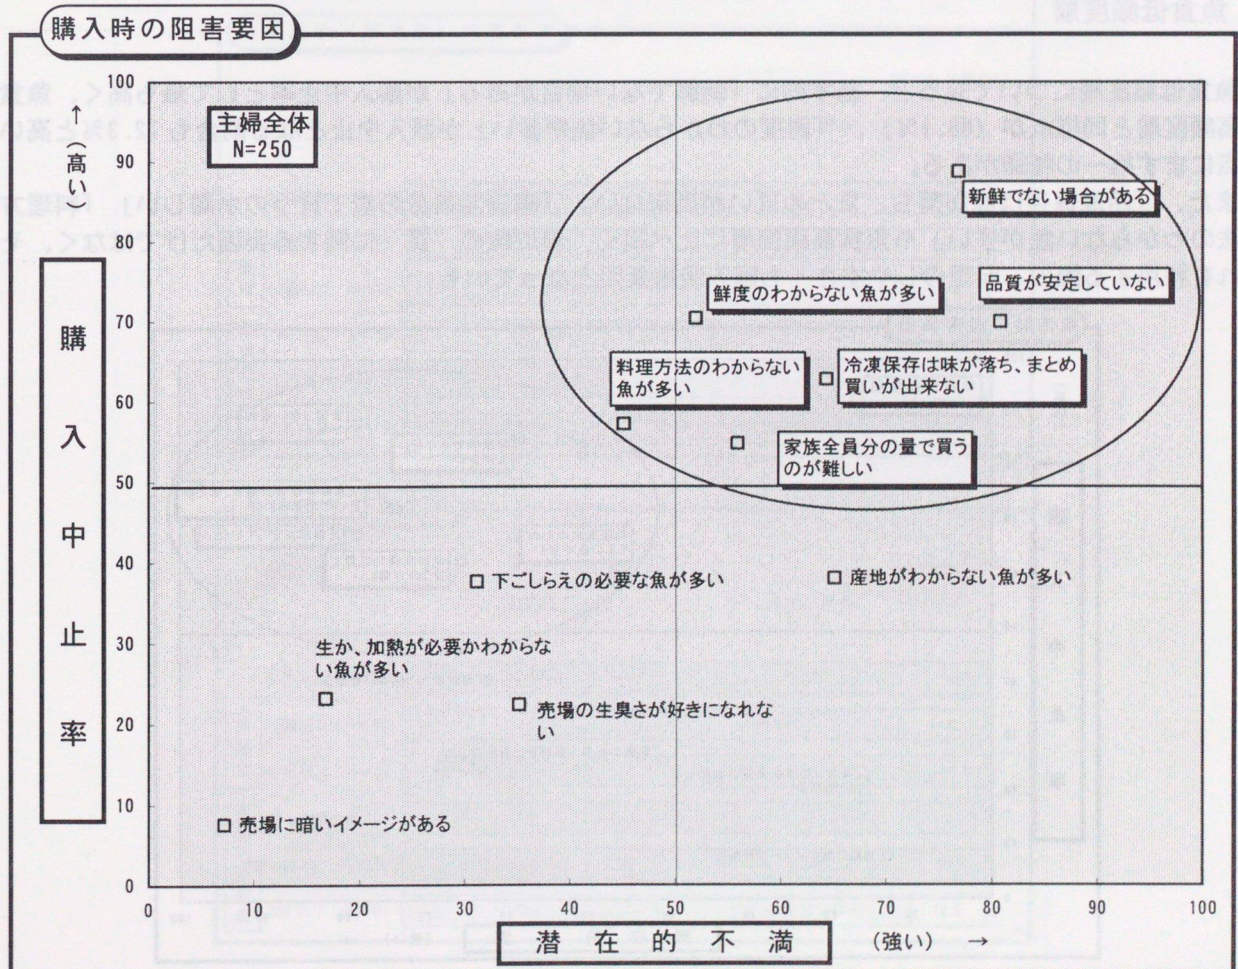 購入時の阻害要因
100
90
80
70
60
50
40
30
20
10
0
↑
(高い)
購入中止率
主婦全体
N=250
新鮮でない場合がある
品質が安定していない
鮮度のわからない魚が多い
料理方法のわからない
魚が多い
冷凍保存は味が落ち、まとめ
買いが出来ない
家族全員分の量で買う
のが難しい
下ごしらえの必要な魚が多い
産地がわからない魚が多い
生か、加熱が必要かわからな
い魚が多い
売場の生臭さが好きになれな
い
売場に暗いイメージがある
0 10 20 30 40 50 60 70 80 90 100
潜在的不満 (強い) →